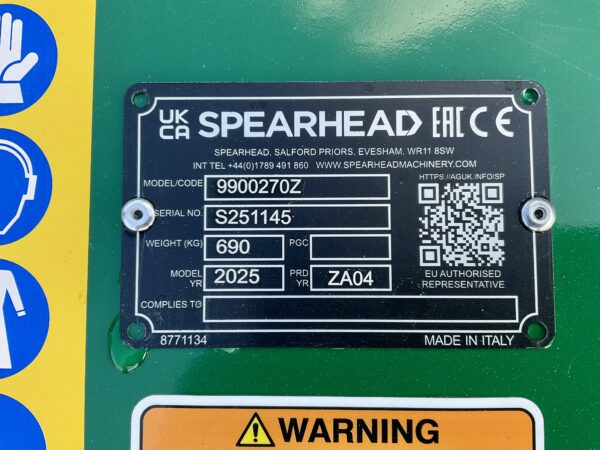 UK
CA SPEARHEAD EAC CE
SPEARHEAD, SALFORD PRIORS, EVESHAM, WR11 8SW
INT TEL +44(0)1789 491 860 WWW.SPEARHEADMACHINERY.COM
MODEL/CODE 9900270Z
HTTPS://AGUK.INFO/SP
SERIAL NO. S251145
WEIGHT (KG) 690 PGC
MODEL YR 2025 PRD YR ZA04
EU AUTHORISED
REPRESENTATIVE
COMPLIES TO
8771134 MADE IN ITALY
WARNING